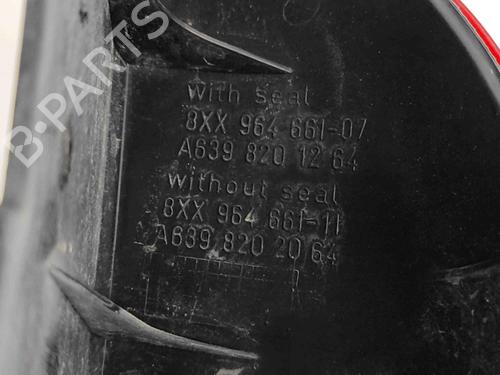 B-PARTS
with seal
8XX 964 661-07
A639 820 12 64
without seal
8XX 964 661-11
A639 820 20 64
R